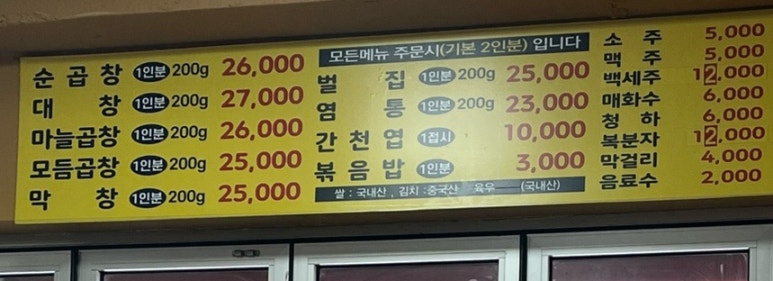 순 곱 창 1인분 200g 26,000
대 창 1인분 200g 27,000
마늘곱창 1인분 200g 26,000
모듬곱창 1인분 200g 25,000
막 창 1인분 200g 25,000
모든메뉴 주문시(기본 2인분) 입니다
벌 집 1인분 200g 25,000
염 통 1인분 200g 23,000
간천엽 1접시 10,000
볶음밥 1인분 3,000
쌀 : 국내산 , 김치 :중국산 육우 (국내산)
소 주 5,000
맥 주 5,000
백세주 12,000
매화수 6,000
청 하 6,000
복분자 12,000
막걸리 4,000
음료수 2,000